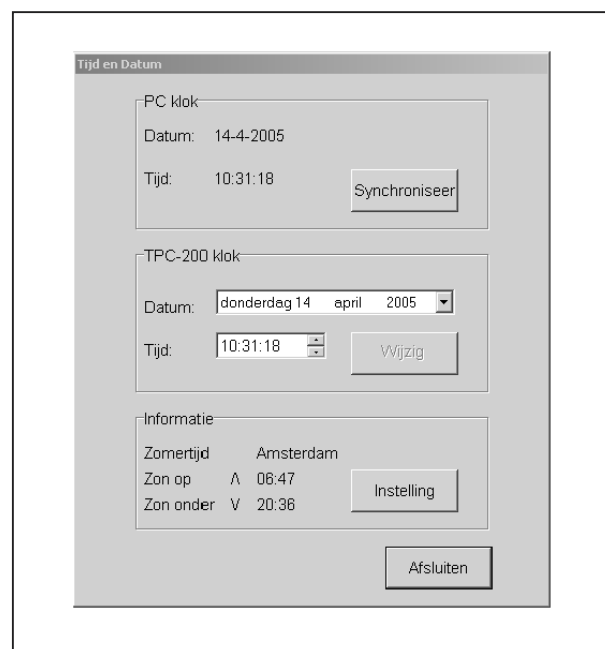 Tijd en Datum
PC klok
Datum: 14-4-2005
Tijd: 10:31:18
Synchroniseer
TPC-200 klok
Datum: donderdag 14 april 2005
Tijd: 10:31:18
Wijzig
Informatie
Zomertijd Amsterdam
Zon op Λ 06:47
Zon onder V 20:36
Instelling
Afsluiten